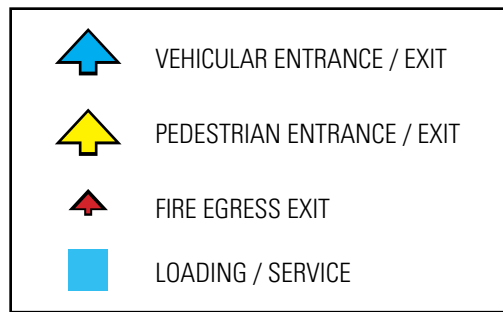 VEHICULAR ENTRANCE / EXIT
PEDESTRIAN ENTRANCE / EXIT
FIRE EGRESS EXIT
LOADING / SERVICE